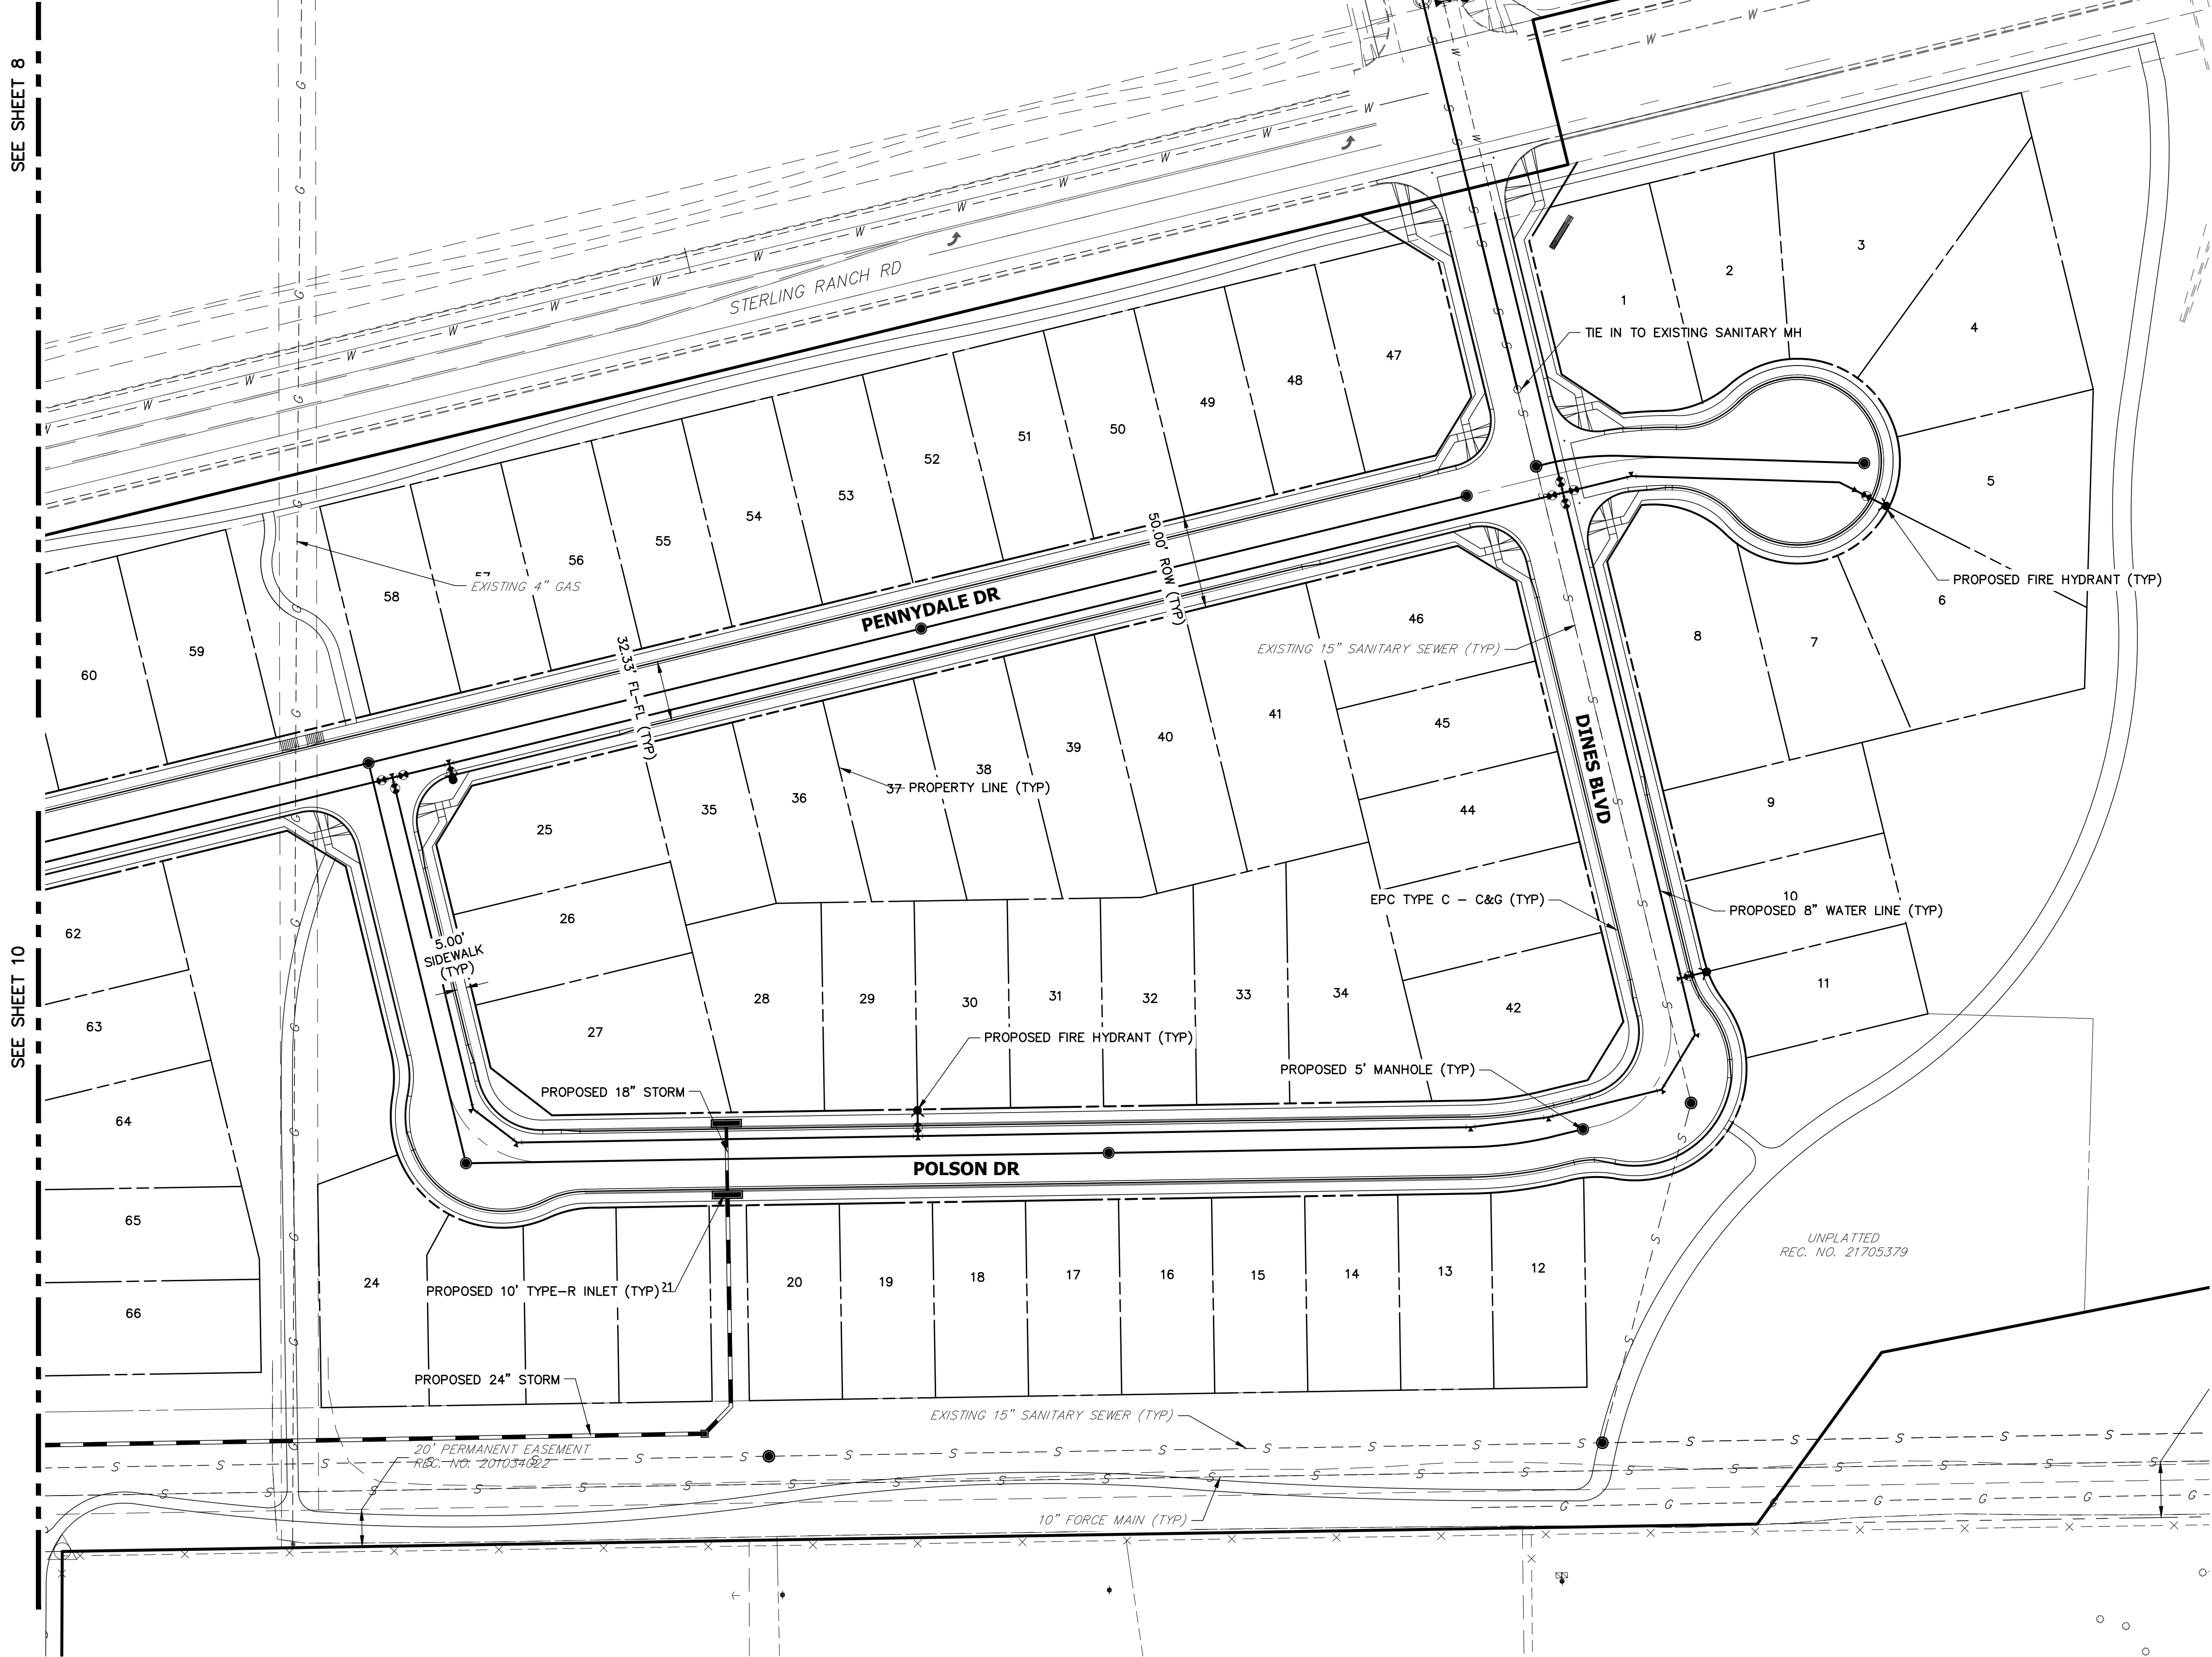 SEE SHEET 8
SEE SHEET 10
STERLING RANCH RD
1
2
3
4
5
6
7
8
9
10
11
TIE IN TO EXISTING SANITARY MH
PROPOSED FIRE HYDRANT (TYP)
47
48
49
50
51
52
53
54
55
56
57
EXISTING 4" GAS
58
59
60
PENNYDALE DR
50.00' ROW (TYP)
32.33' FL-FL (TYP)
EXISTING 15" SANITARY SEWER (TYP)
DINES BLVD
46
45
44
42
41
40
39
38
37
PROPERTY LINE (TYP)
36
35
25
26
27
5.00'
SIDEWALK
(TYP)
EPC TYPE C - C&G (TYP)
PROPOSED 8" WATER LINE (TYP)
28
29
30
31
32
33
34
PROPOSED FIRE HYDRANT (TYP)
PROPOSED 5' MANHOLE (TYP)
PROPOSED 18" STORM
POLSON DR
62
63
64
65
66
24
PROPOSED 10' TYPE-R INLET (TYP)
21
20
19
18
17
16
15
14
13
12
UNPLATTED
REC. NO. 21705379
PROPOSED 24" STORM
EXISTING 15" SANITARY SEWER (TYP)
20' PERMANENT EASEMENT
REC. NO. 201034022
10" FORCE MAIN (TYP)